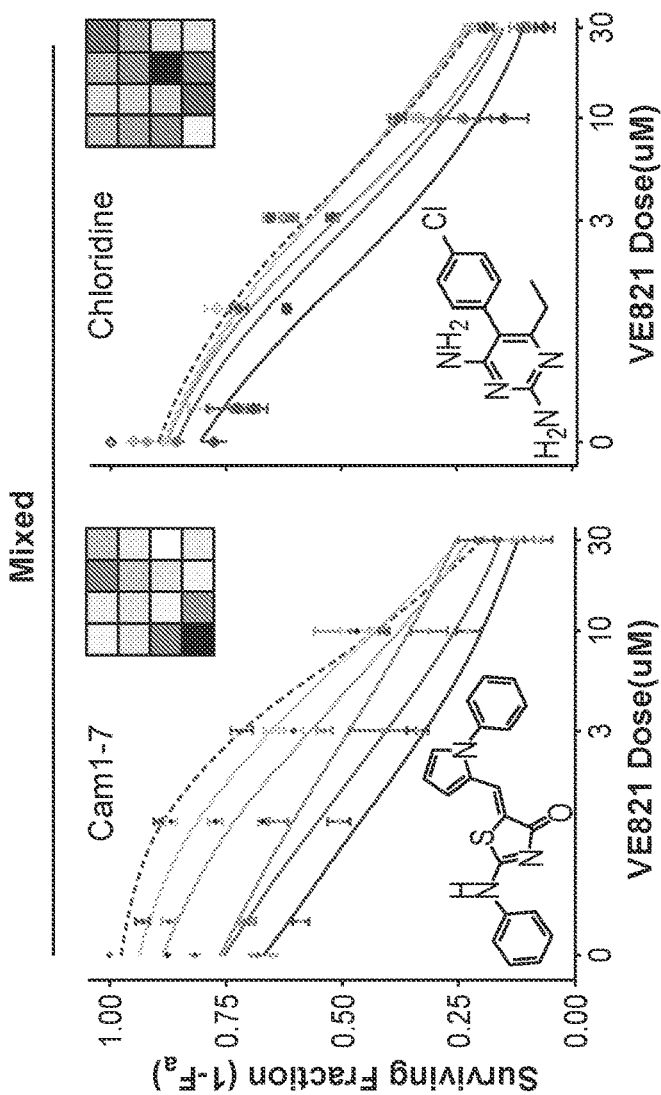 Mixed
Cam1-7
Chloridine
Surviving Fraction (1-Fa)
1.00
0.75
0.50
0.25
0.00
H
N
S
N
O
N
Cl
NH2
N
N
H2N
0 3 10 30
0 3 10 30
VE821 Dose(uM)
VE821 Dose(uM)